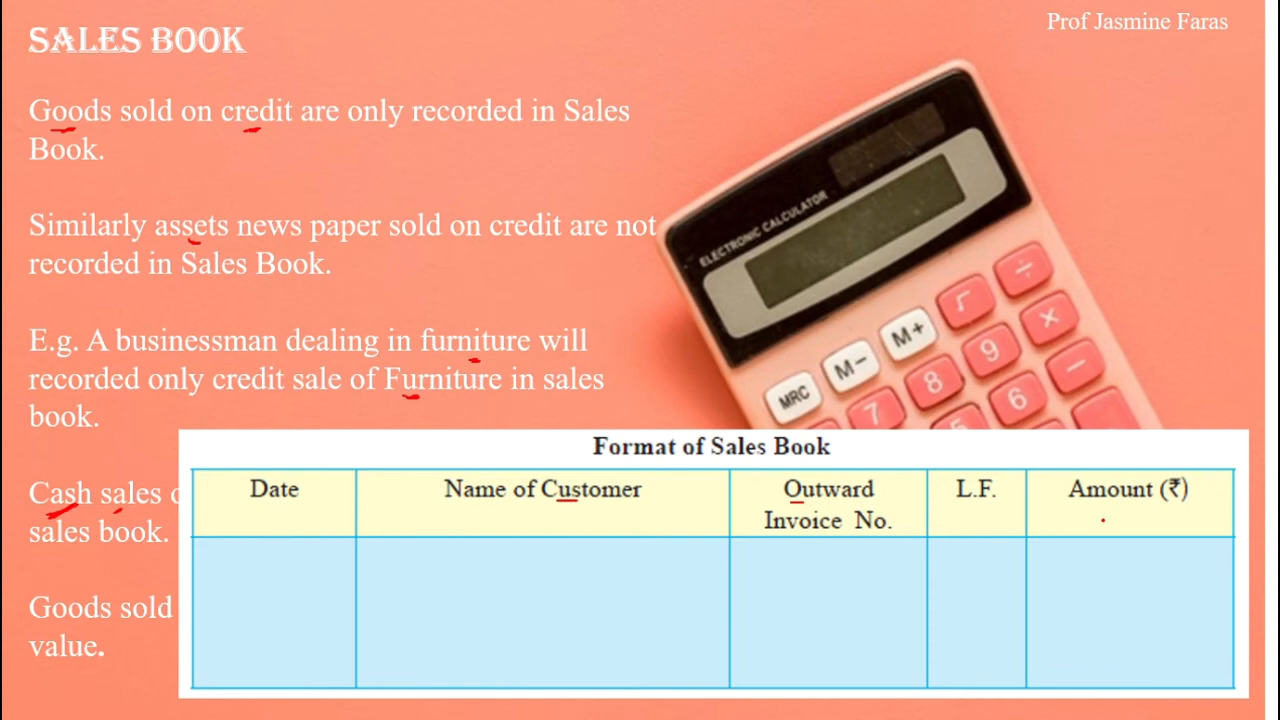 SALES BOOK
Prof Jasmine Faras
Goods sold on credit are only recorded in Sales
Book.
Similarly assets news paper sold on credit are not
recorded in Sales Book.
E.g. A businessman dealing in furniture will
recorded only credit sale of Furniture in sales
book.
Cash sales
sales book.
Goods sold
value.
ELECTRONIC CALCULATOR
÷
√ ×
M+ 9 −
M− 8 6
MRC 7 5
Format of Sales Book
Date Name of Customer Outward L.F. Amount (₹)
Invoice No.